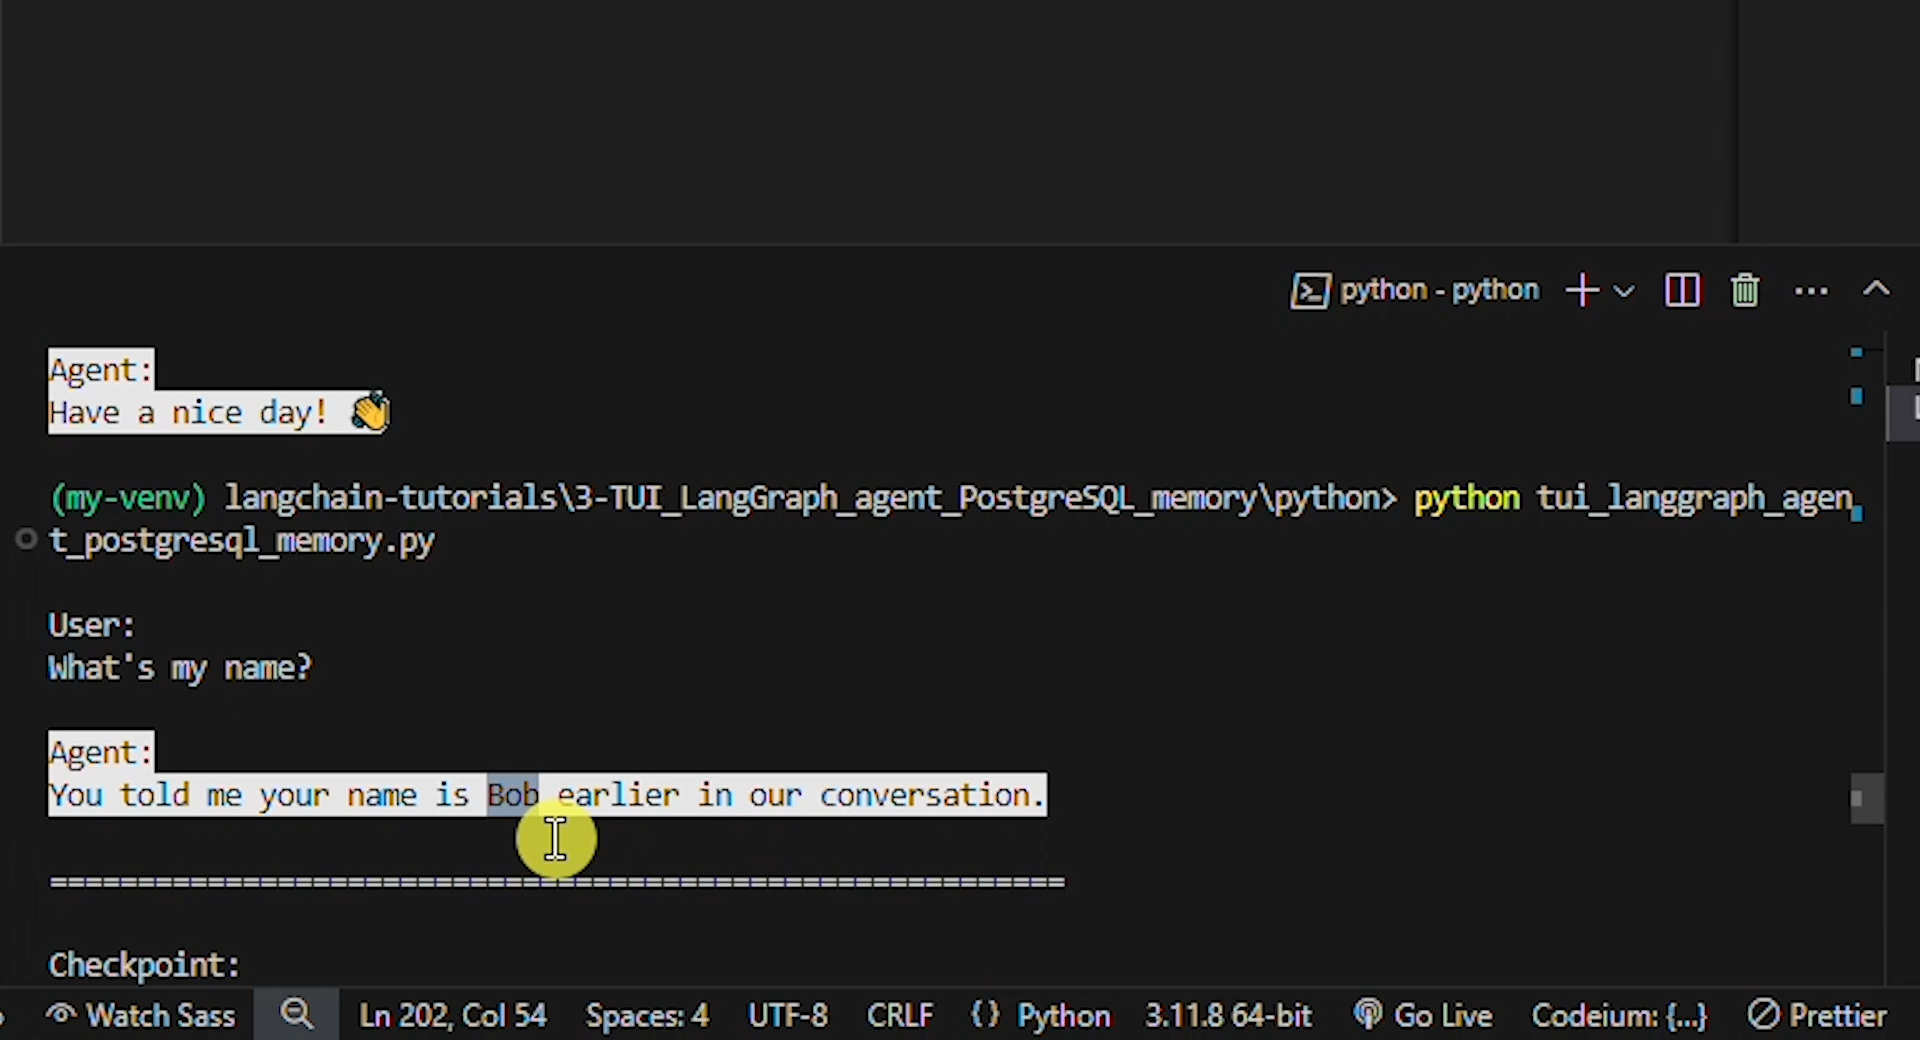 python - python
Agent:
Have a nice day! 👋
(my-venv) langchain-tutorials\3-TUI_LangGraph_agent_PostgreSQL_memory\python> python tui_langgraph_agen
t_postgresql_memory.py
User:
What's my name?
Agent:
You told me your name is Bob earlier in our conversation.
==========================================================
Checkpoint:
Watch Sass Ln 202, Col 54 Spaces: 4 UTF-8 CRLF {} Python 3.11.8 64-bit Go Live Codeium: {...} Prettier